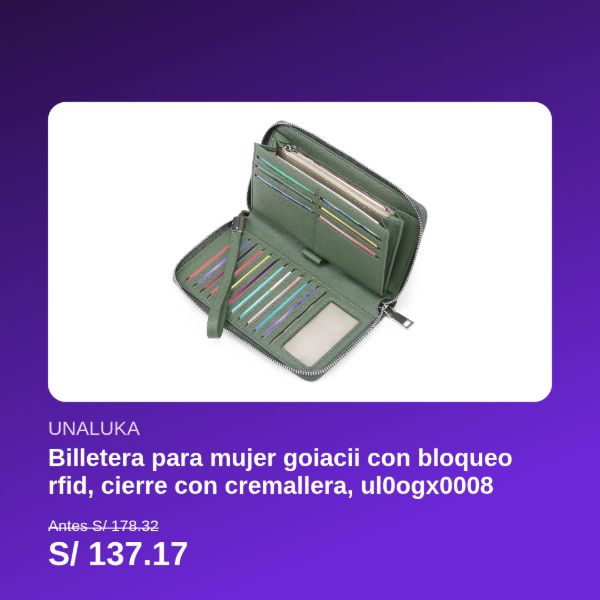 UNALUKA
Billetera para mujer goiacii con bloqueo
rfid, cierre con cremallera, ul0ogx0008
Antes S/ 178.32
S/ 137.17